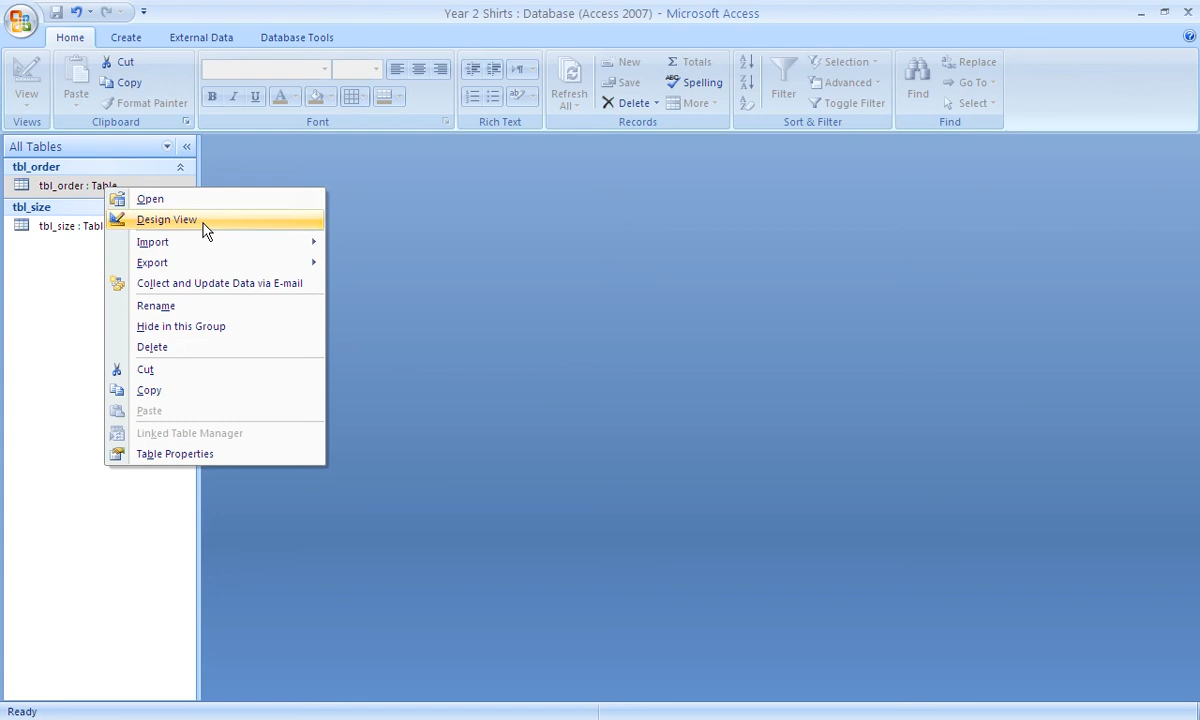 Year 2 Shirts : Database (Access 2007) - Microsoft Access
Home Create External Data Database Tools
View
Views
Paste
Cut
Copy
Format Painter
Clipboard
B I U A
Font
Rich Text
Refresh All
New
Save
Delete
Σ Totals
ABC Spelling
More
Records
Filter
Selection
Advanced
Toggle Filter
Sort & Filter
Find
Replace
Go To
Select
Find
All Tables
tbl_order
tbl_order : Table
tbl_size
tbl_size : Tabl
Open
Design View
Import
Export
Collect and Update Data via E-mail
Rename
Hide in this Group
Delete
Cut
Copy
Paste
Linked Table Manager
Table Properties
Ready